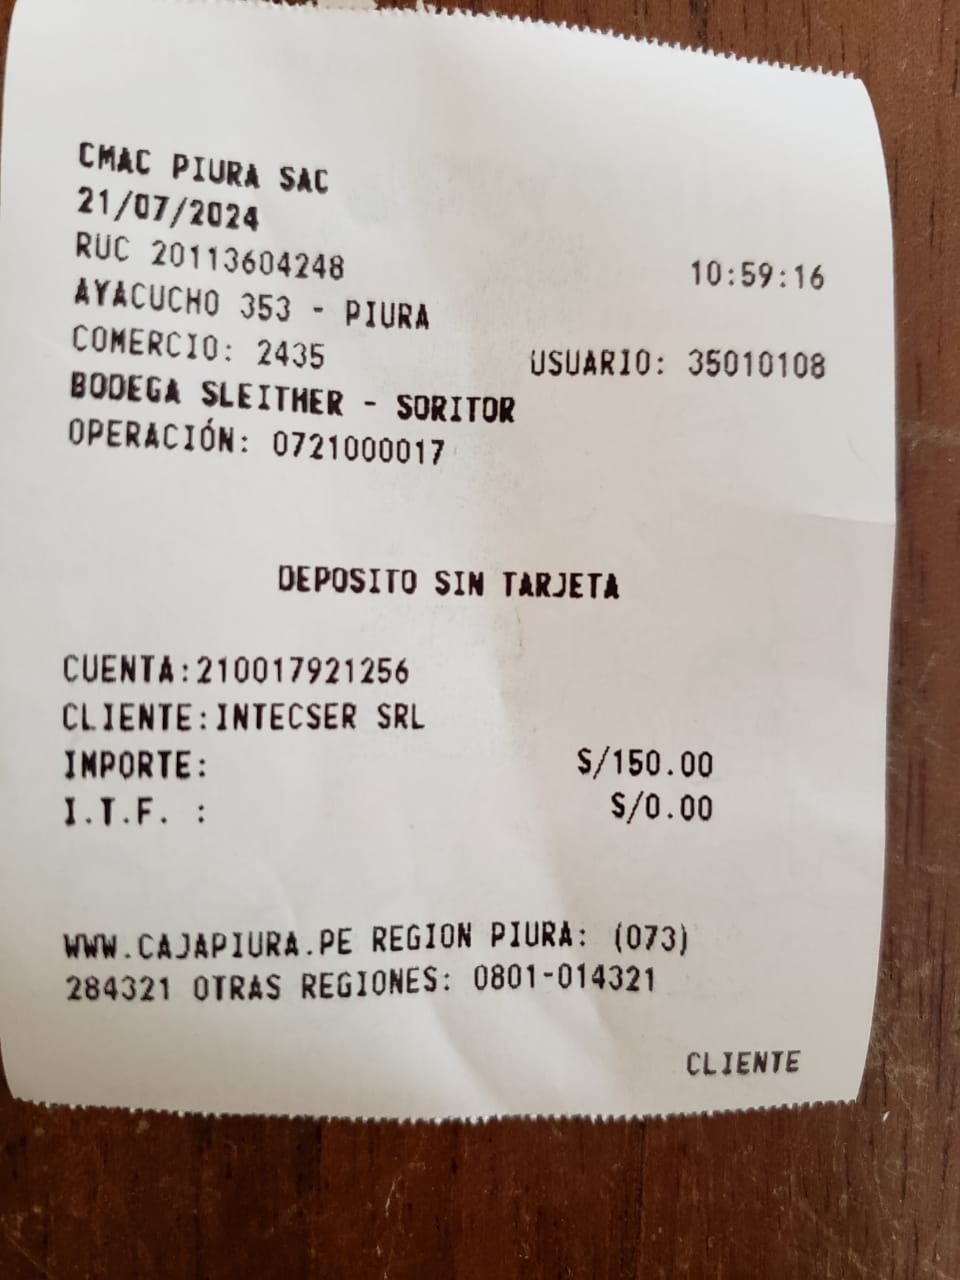 CMAC PIURA SAC
21/07/2024
RUC 20113604248 10:59:16
AYACUCHO 353 - PIURA
COMERCIO: 2435 USUARIO: 35010108
BODEGA SLEITHER - SORITOR
OPERACIÓN: 0721000017
DEPOSITO SIN TARJETA
CUENTA:210017921256
CLIENTE:INTECSER SRL
IMPORTE: S/150.00
I.T.F. : S/0.00
WWW.CAJAPIURA.PE REGION PIURA: (073)
284321 OTRAS REGIONES: 0801-014321
CLIENTE